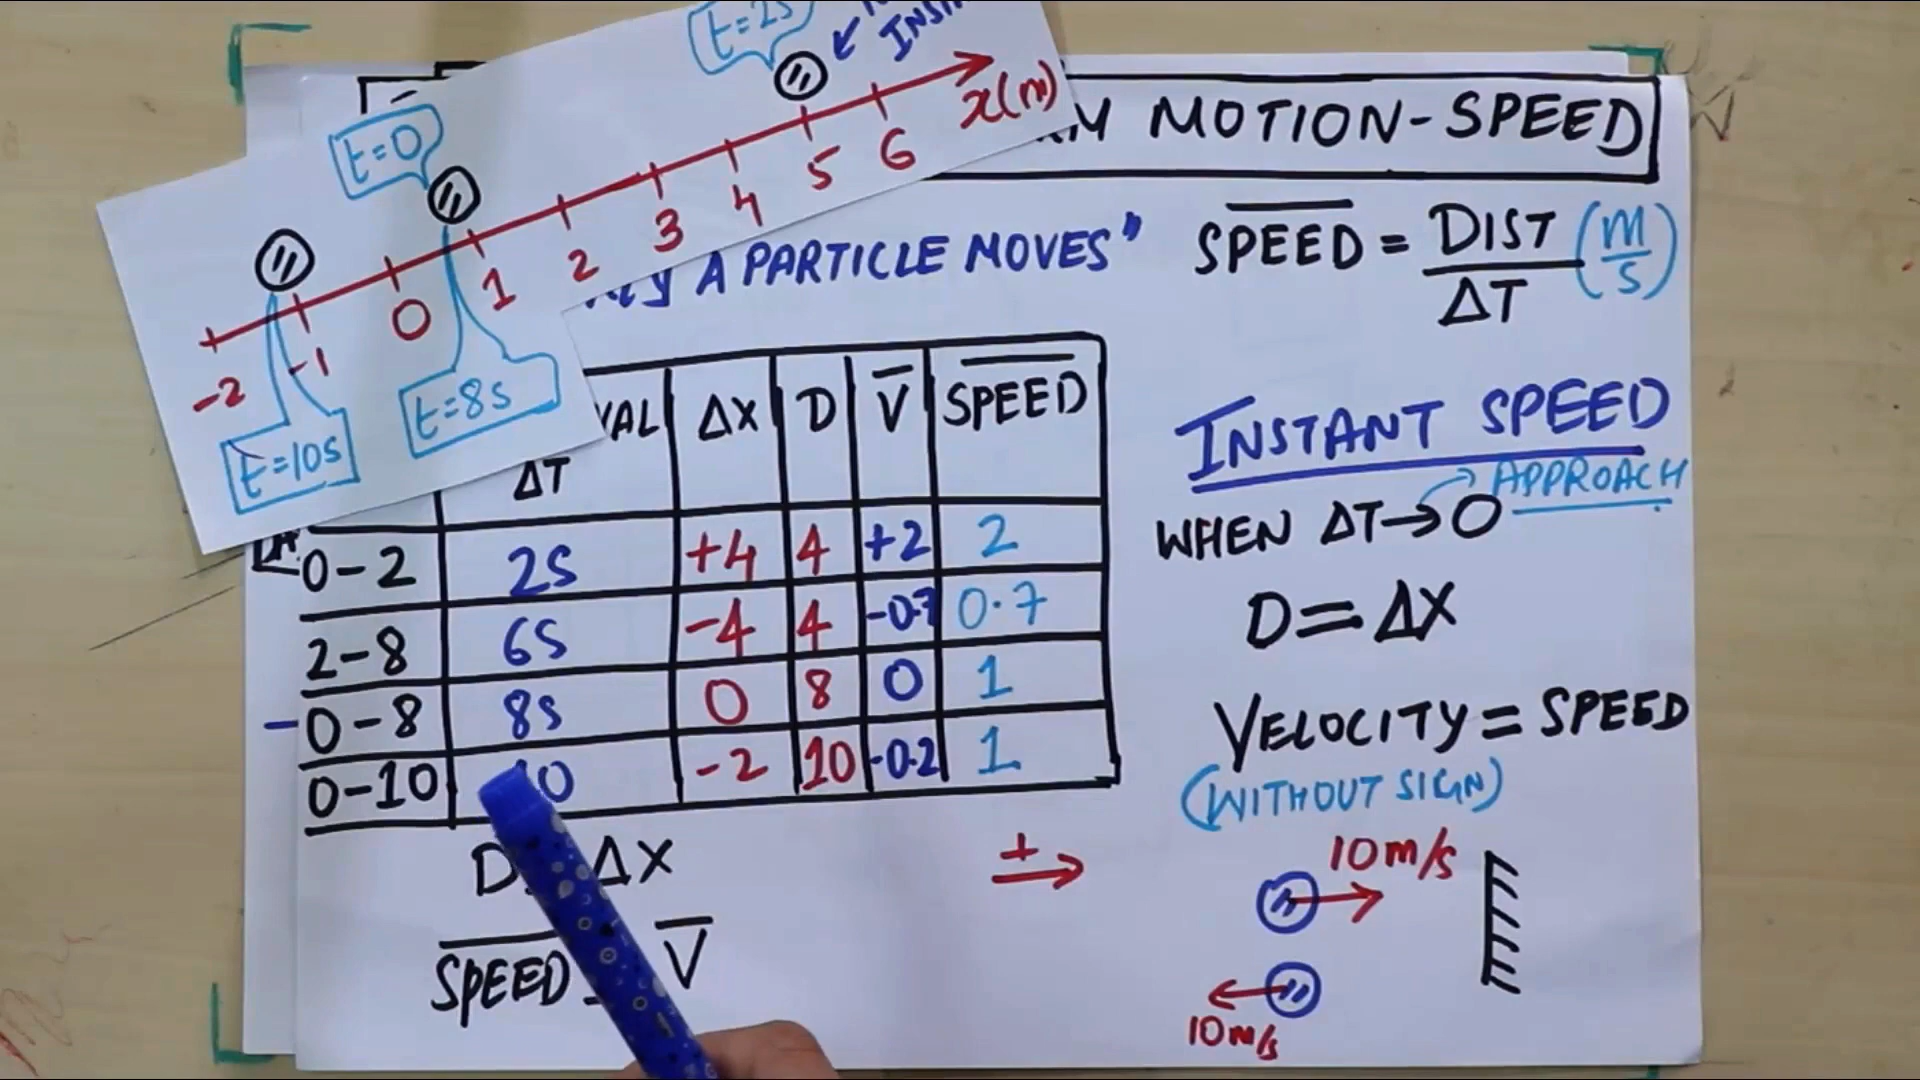 t=2s
x(m)
t=0
-2 -1 0 1 2 3 4 5 6
t=10s
t=8s
MOTION-SPEED
A PARTICLE MOVES"
SPEED = DIST (m/s)
ΔT
ΔT ΔX D V SPEED
0-2 2S +4 4 +2 2
2-8 6S -4 4 -0.7 0.7
0-8 8S 0 8 0 1
0-10 10 -2 10 -0.2 1
D ΔX
SPEED V
INSTANT SPEED
WHEN ΔT→0 APPROACH
D=ΔX
VELOCITY = SPEED
(WITHOUT SIGN)
+
10m/s
10m/s